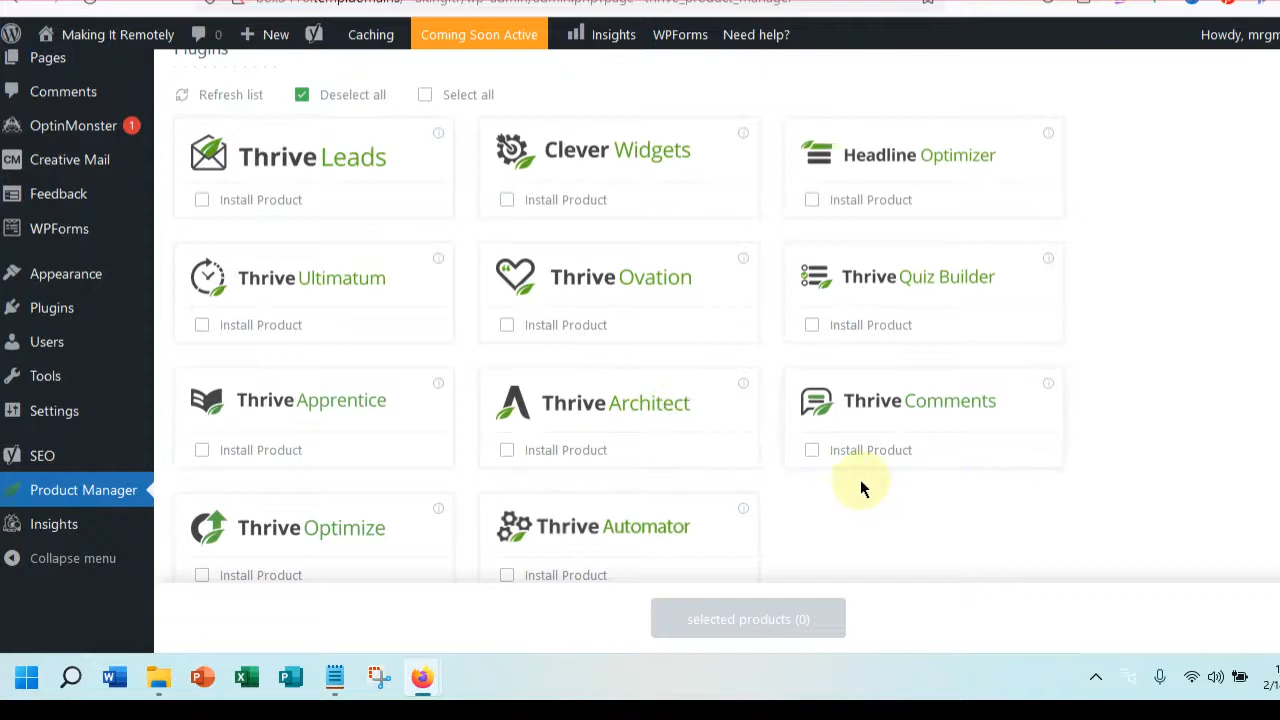 Making It Remotely
0
New
Caching
Coming Soon Active
Insights
WPForms
Need help?
Howdy, mrgm
Pages
Comments
OptinMonster 1
CM Creative Mail
Feedback
WPForms
Appearance
Plugins
Users
Tools
Settings
SEO
Product Manager
Insights
Collapse menu
Plugins
Refresh list
Deselect all
Select all
Thrive Leads
Install Product
Clever Widgets
Install Product
Headline Optimizer
Install Product
Thrive Ultimatum
Install Product
Thrive Ovation
Install Product
Thrive Quiz Builder
Install Product
Thrive Apprentice
Install Product
Thrive Architect
Install Product
Thrive Comments
Install Product
Thrive Optimize
Install Product
Thrive Automator
Install Product
selected products (0)